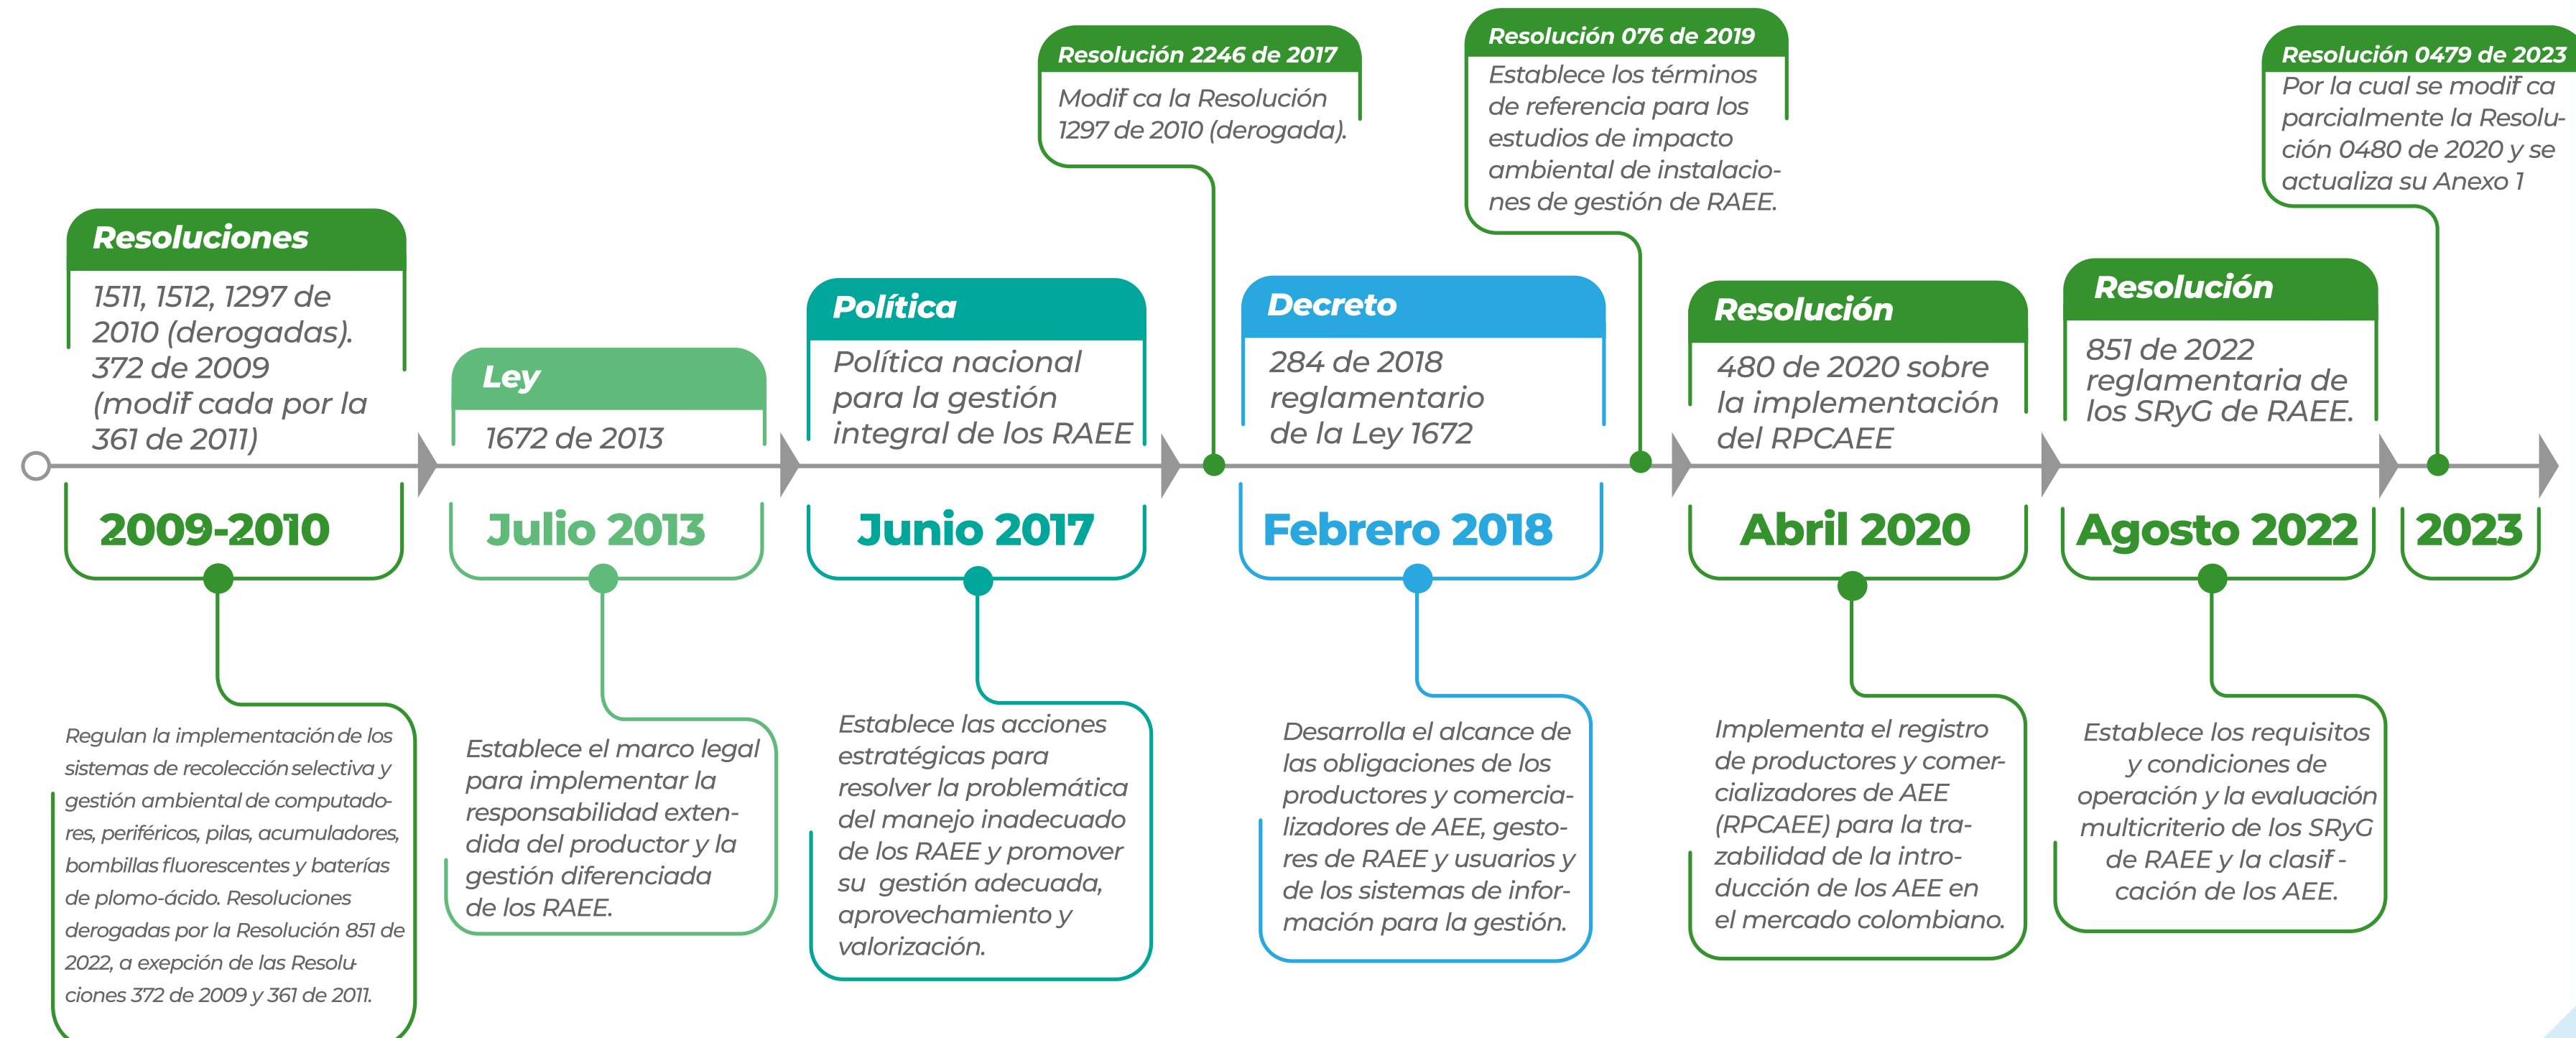 Resoluciones
1511, 1512, 1297 de
2010 (derogadas).
372 de 2009
(modif cada por la
361 de 2011)
2009-2010
Regulan la implementación de los
sistemas de recolección selectiva y
gestión ambiental de computado-
res, periféricos, pilas, acumuladores,
bombillas fluorescentes y baterías
de plomo-ácido. Resoluciones
derogadas por la Resolución 851 de
2022, a exepción de las Resolu-
ciones 372 de 2009 y 361 de 2011.
Ley
1672 de 2013
Julio 2013
Establece el marco legal
para implementar la
responsabilidad exten-
dida del productor y la
gestión diferenciada
de los RAEE.
Política
Política nacional
para la gestión
integral de los RAEE
Junio 2017
Establece las acciones
estratégicas para
resolver la problemática
del manejo inadecuado
de los RAEE y promover
su gestión adecuada,
aprovechamiento y
valorización.
Resolución 2246 de 2017
Modif ca la Resolución
1297 de 2010 (derogada).
Decreto
284 de 2018
reglamentario
de la Ley 1672
Febrero 2018
Desarrolla el alcance de
las obligaciones de los
productores y comercia-
lizadores de AEE, gesto-
res de RAEE y usuarios y
de los sistemas de infor-
mación para la gestión.
Resolución 076 de 2019
Establece los términos
de referencia para los
estudios de impacto
ambiental de instalacio-
nes de gestión de RAEE.
Resolución
480 de 2020 sobre
la implementación
del RPCAEE
Abril 2020
Implementa el registro
de productores y comer-
cializadores de AEE
(RPCAEE) para la tra-
zabilidad de la intro-
ducción de los AEE en
el mercado colombiano.
Resolución
851 de 2022
reglamentaria de
los SRyG de RAEE.
Agosto 2022
Establece los requisitos
y condiciones de
operación y la evaluación
multicriterio de los SRyG
de RAEE y la clasif -
cación de los AEE.
Resolución 0479 de 2023
Por la cual se modif ca
parcialmente la Resolu-
ción 0480 de 2020 y se
actualiza su Anexo 1
2023